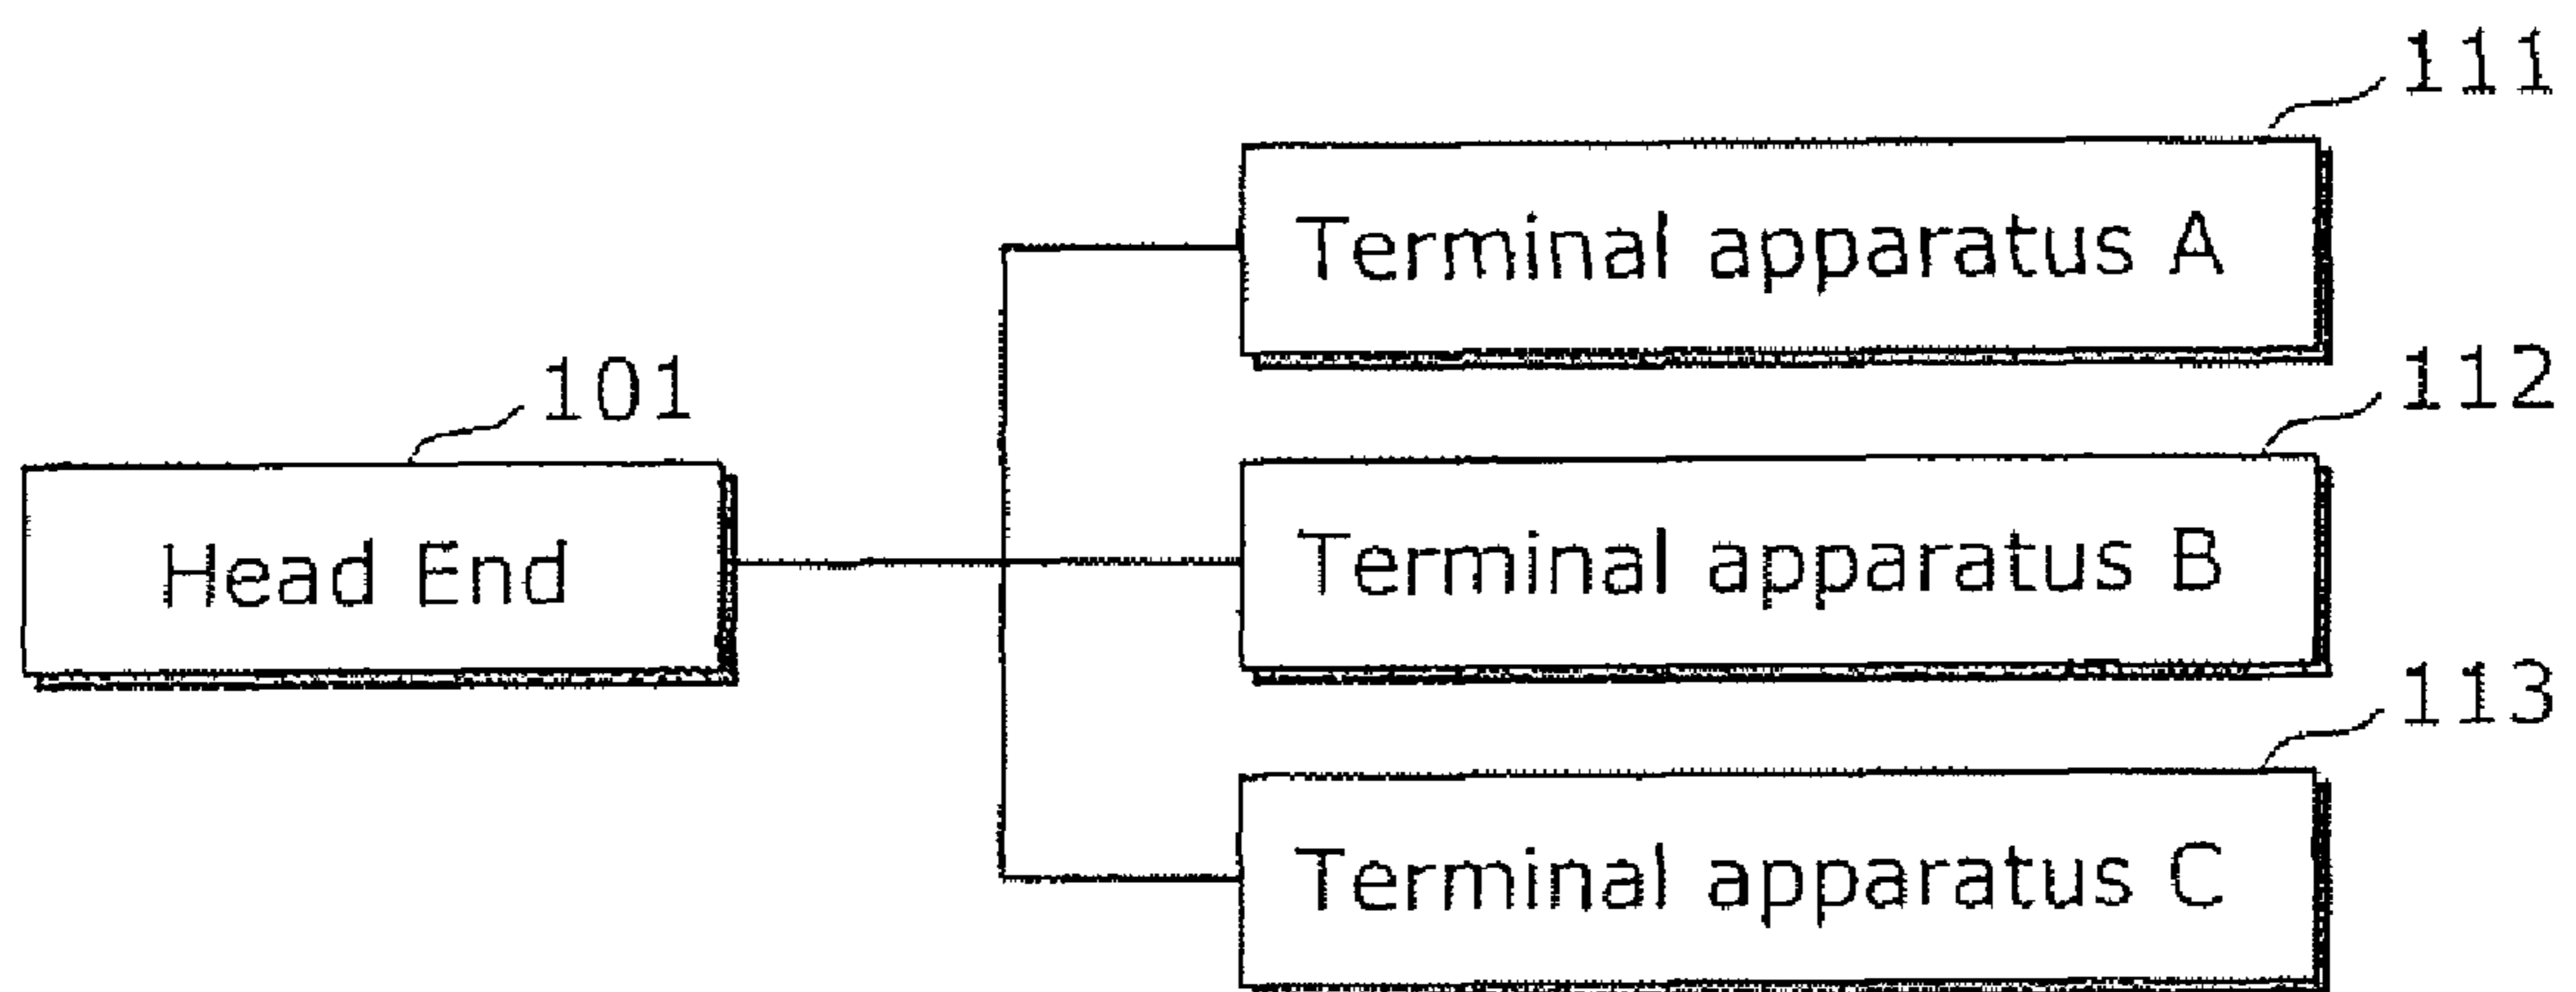 111
Terminal apparatus A
101
112
Head End
Terminal apparatus B
113
Terminal apparatus C